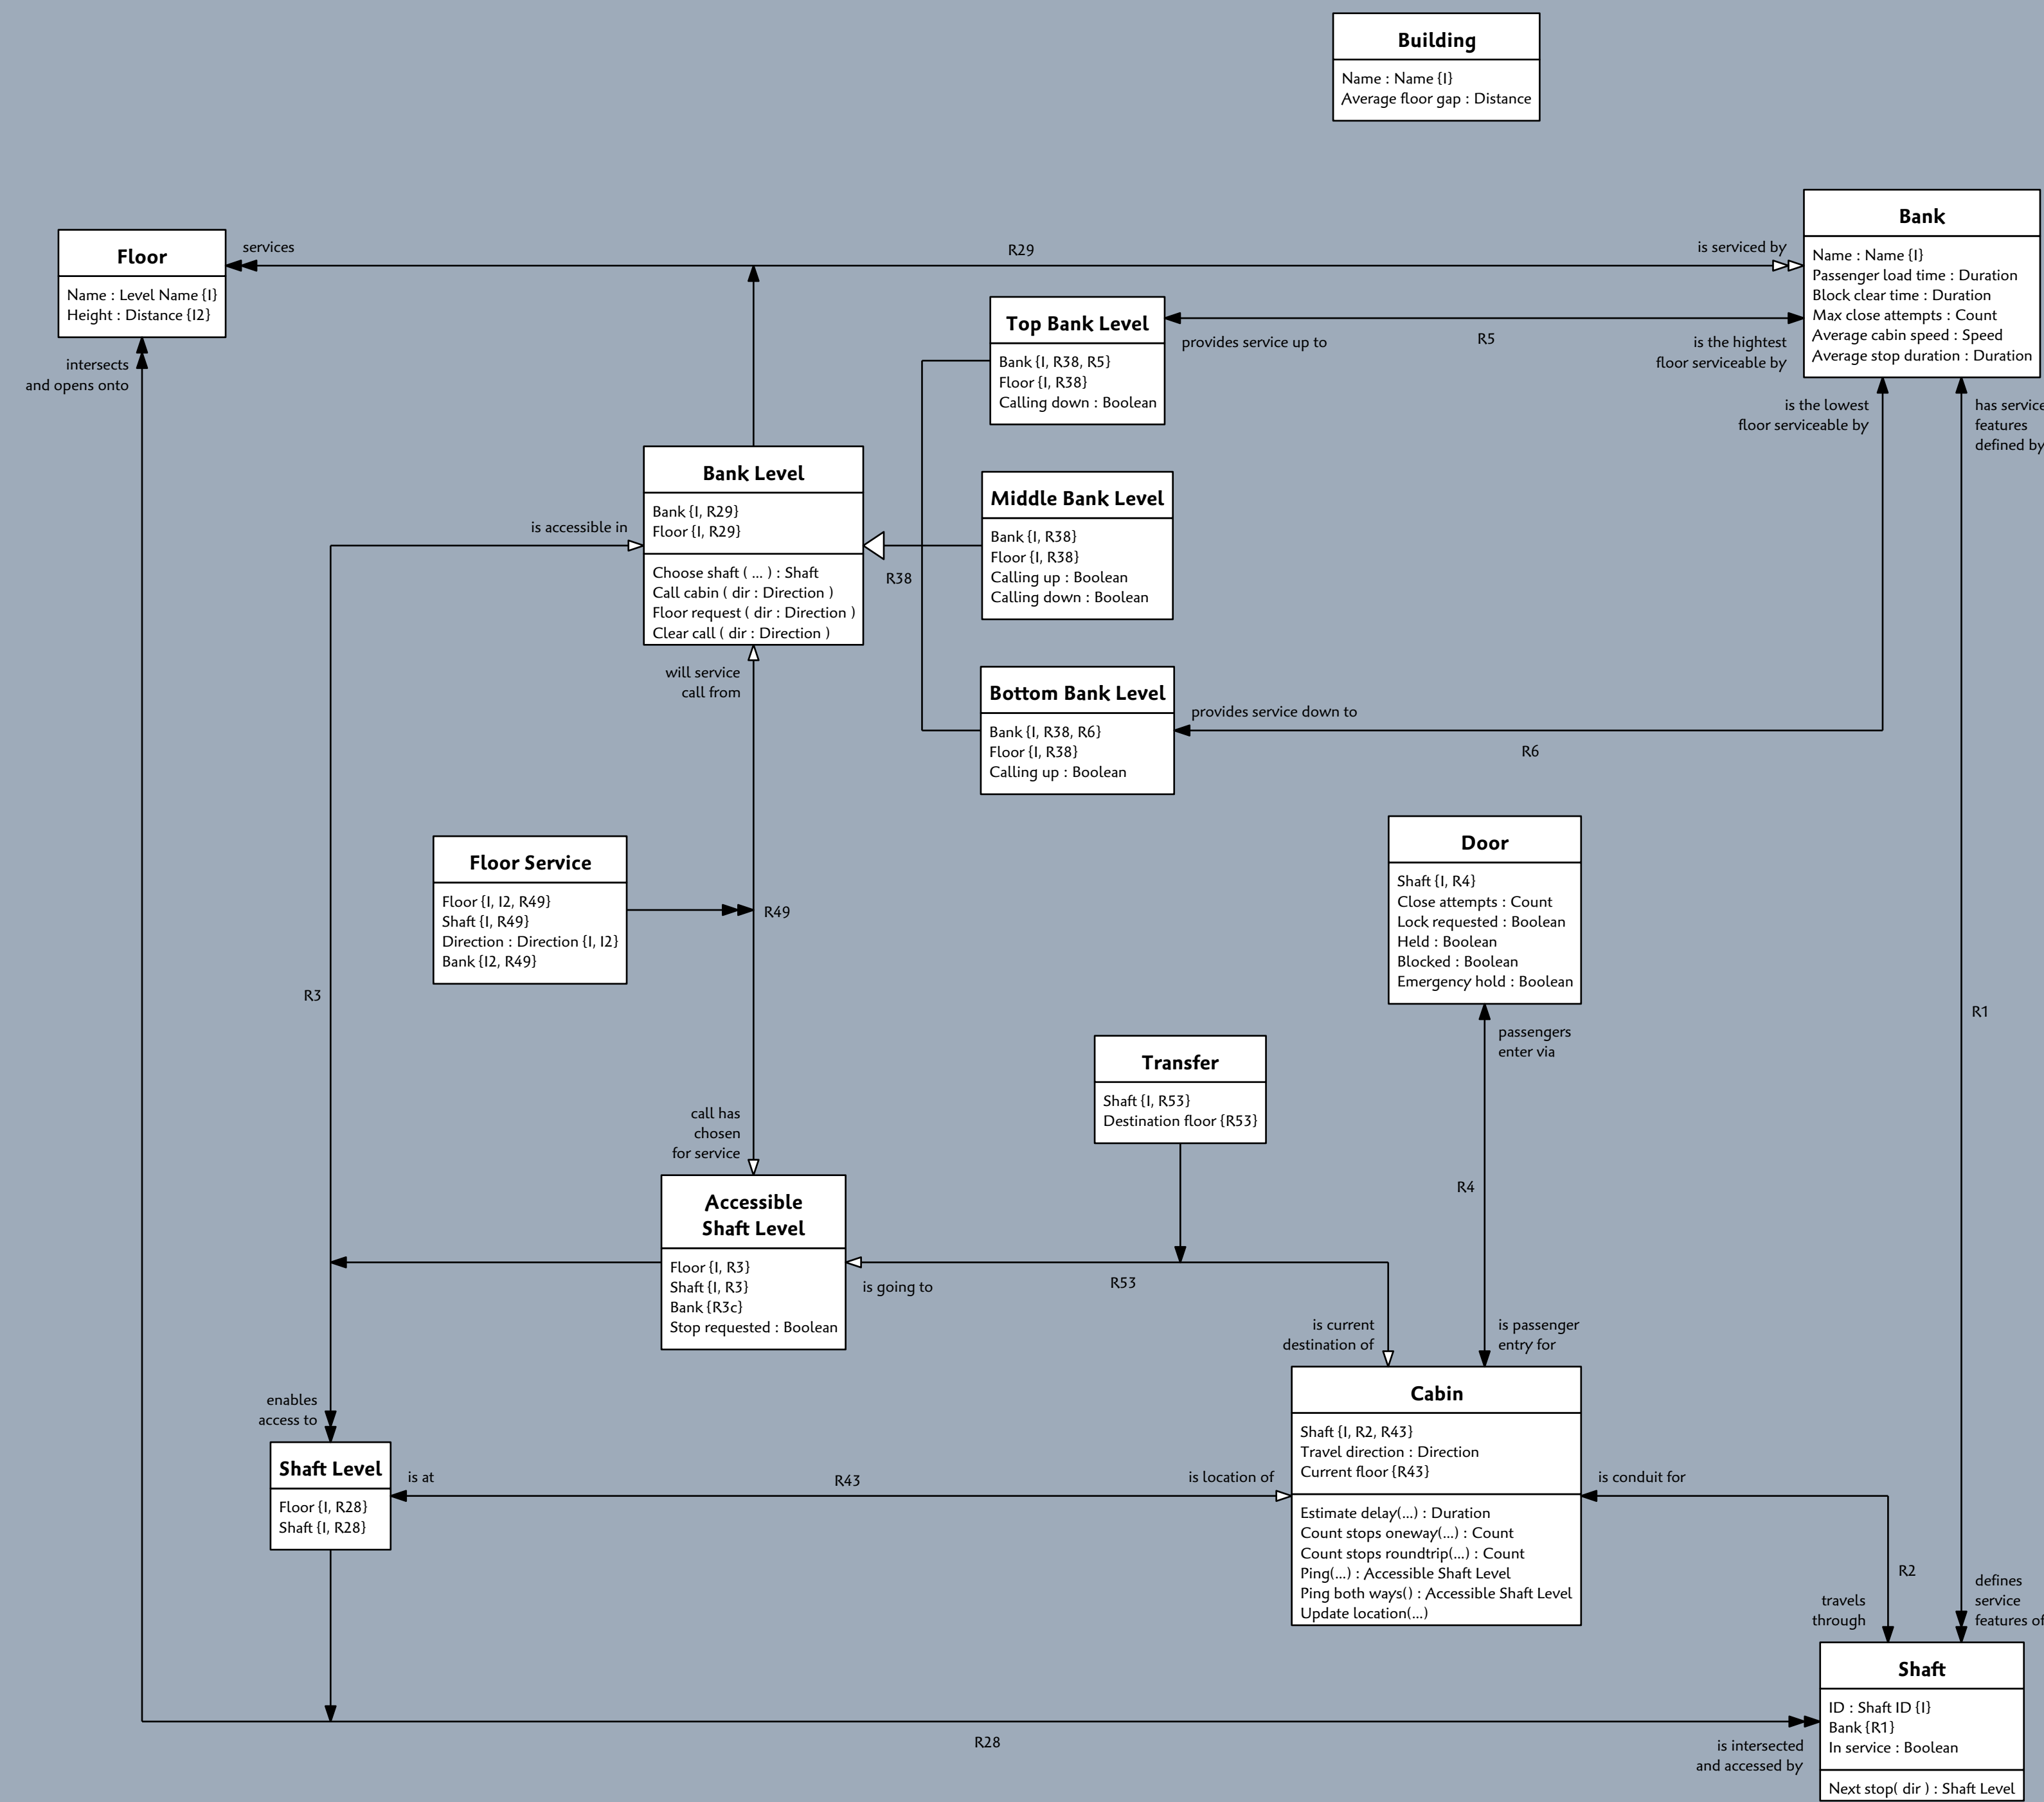 Building
Name : Name {I}
Average floor gap : Distance
Bank
Name : Name {I}
Passenger load time : Duration
Block clear time : Duration
Max close attempts : Count
Average cabin speed : Speed
Average stop duration : Duration
Floor
Name : Level Name {I}
Height : Distance {I2}
services
R29
is serviced by
intersects
and opens onto
Top Bank Level
Bank {I, R38, R5}
Floor {I, R38}
Calling down : Boolean
provides service up to
R5
is the highest
floor serviceable by
is the lowest
floor serviceable by
has service
features
defined by
Bank Level
Bank {I, R29}
Floor {I, R29}
Choose shaft ( ... ) : Shaft
Call cabin ( dir : Direction )
Floor request ( dir : Direction )
Clear call ( dir : Direction )
is accessible in
R38
Middle Bank Level
Bank {I, R38}
Floor {I, R38}
Calling up : Boolean
Calling down : Boolean
will service
call from
Bottom Bank Level
Bank {I, R38, R6}
Floor {I, R38}
Calling up : Boolean
provides service down to
R6
Floor Service
Floor {I, I2, R49}
Shaft {I, R49}
Direction : Direction {I, I2}
Bank {I2, R49}
R49
Door
Shaft {I, R4}
Close attempts : Count
Lock requested : Boolean
Held : Boolean
Blocked : Boolean
Emergency hold : Boolean
R3
R1
passengers
enter via
Transfer
Shaft {I, R53}
Destination floor {R53}
call has
chosen
for service
R4
Accessible
Shaft Level
Floor {I, R3}
Shaft {I, R3}
Bank {R3c}
Stop requested : Boolean
is going to
R53
is current
destination of
is passenger
entry for
enables
access to
Cabin
Shaft {I, R2, R43}
Travel direction : Direction
Current floor {R43}
Estimate delay(...) : Duration
Count stops oneway(...) : Count
Count stops roundtrip(...) : Count
Ping(...) : Accessible Shaft Level
Ping both ways() : Accessible Shaft Level
Update location(...)
Shaft Level
Floor {I, R28}
Shaft {I, R28}
is at
R43
is location of
is conduit for
R2
travels
through
defines
service
features of
Shaft
ID : Shaft ID {I}
Bank {R1}
In service : Boolean
Next stop( dir ) : Shaft Level
R28
is intersected
and accessed by